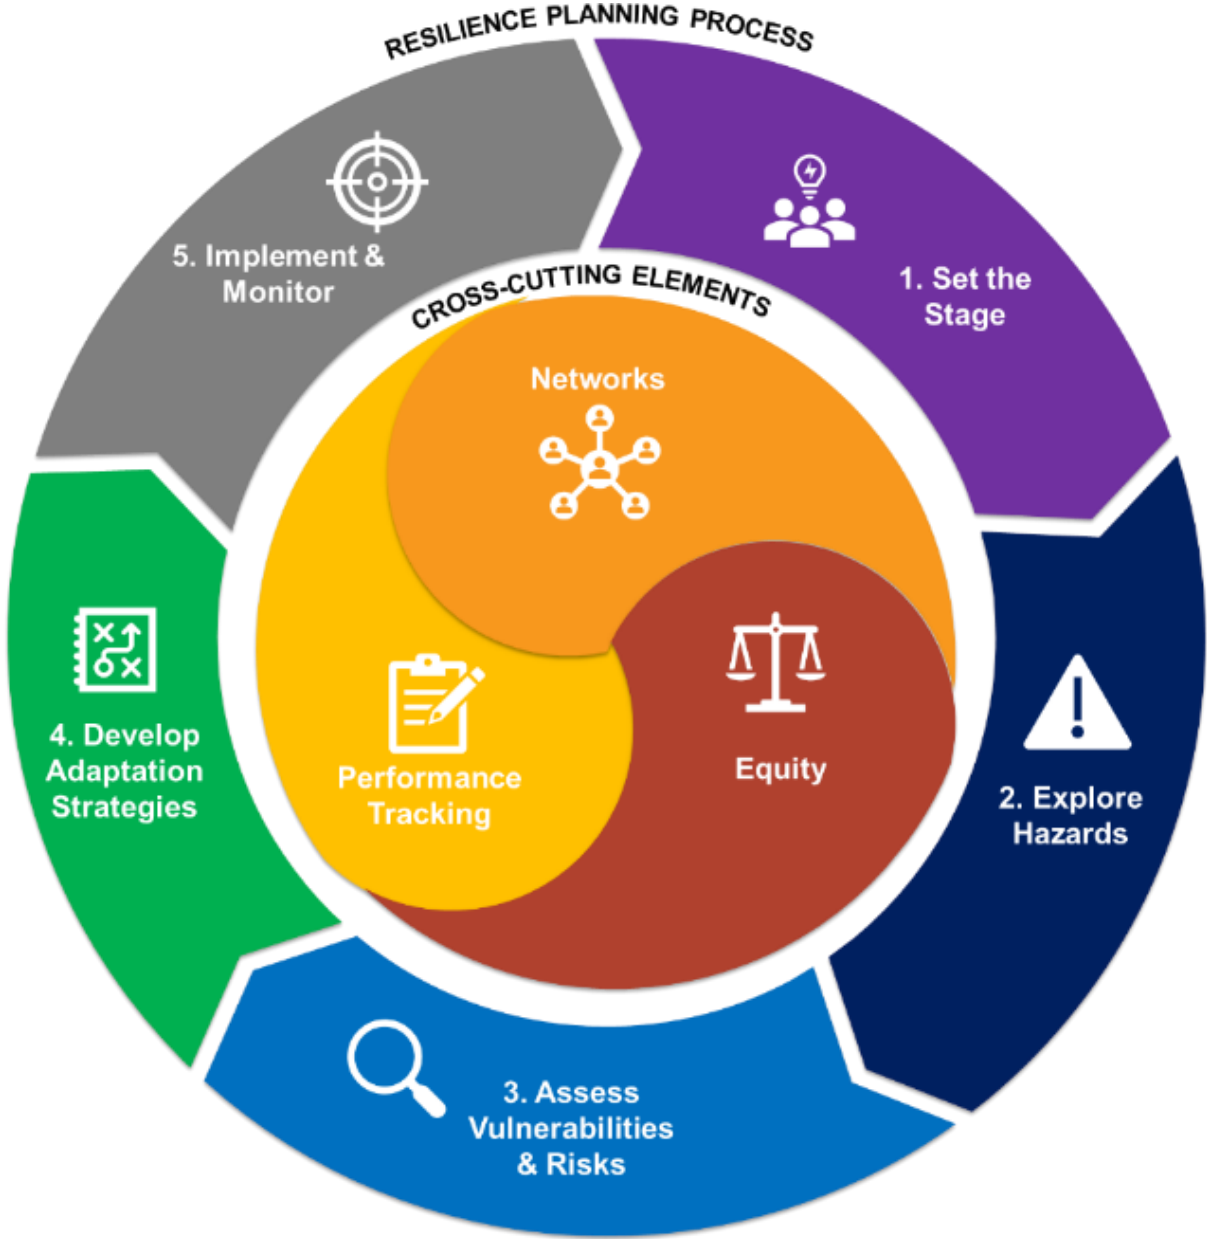 RESILIENCE PLANNING PROCESS
1. Set the
Stage
2. Explore
Hazards
3. Assess
Vulnerabilities
& Risks
4. Develop
Adaptation
Strategies
5. Implement &
Monitor
CROSS-CUTTING ELEMENTS
Networks
Equity
Performance
Tracking